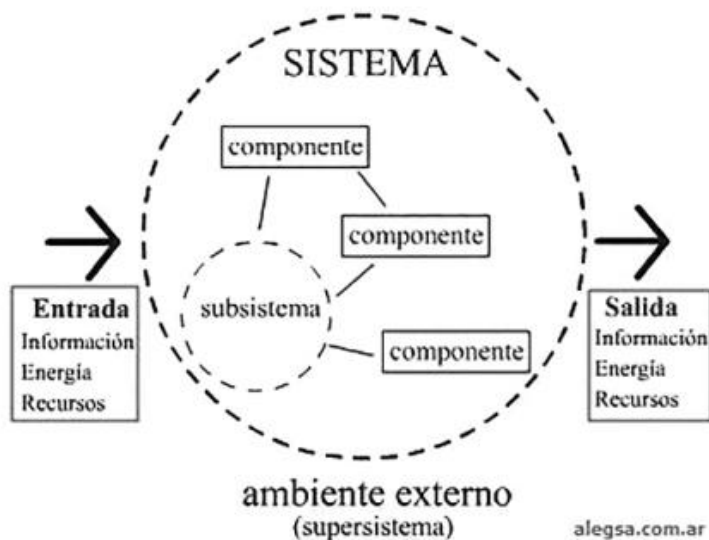 SISTEMA
componente
componente
subsistema
componente
Entrada
Información
Energía
Recursos
Salida
Información
Energía
Recursos
ambiente externo
(supersistema)
alegsa.com.ar